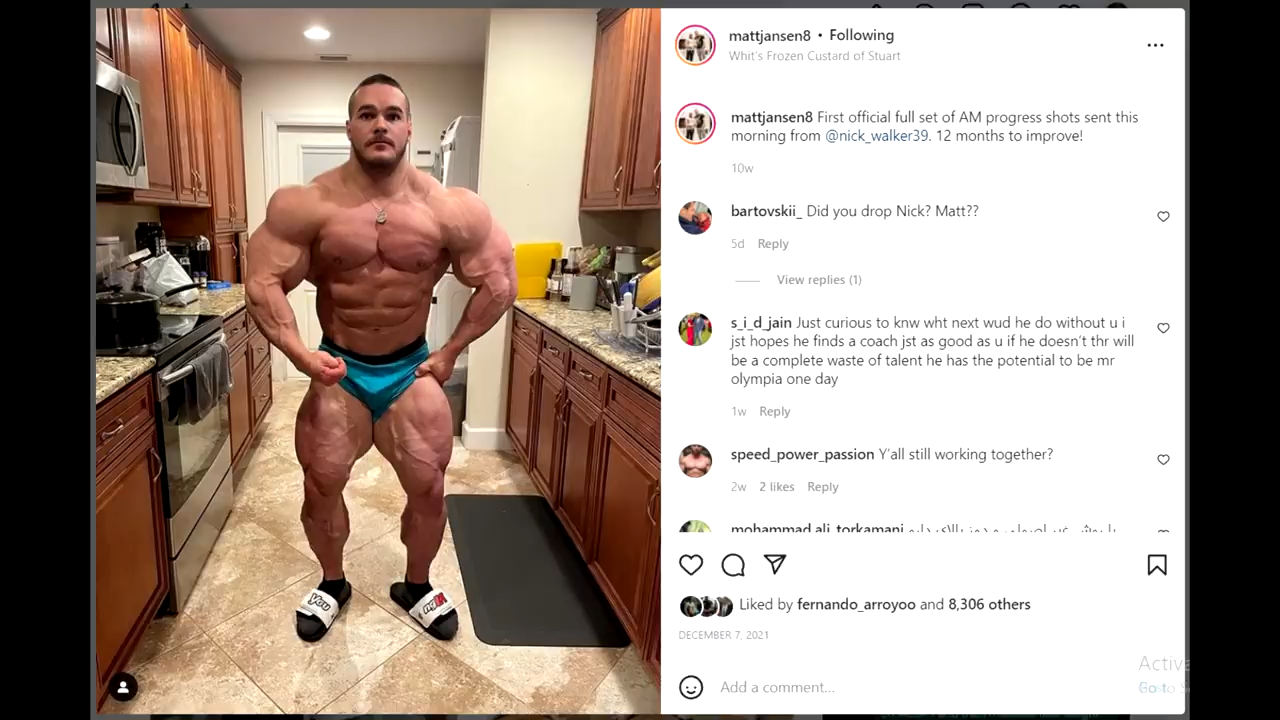 mattjansen8 • Following
Whit's Frozen Custard of Stuart
mattjansen8 First official full set of AM progress shots sent this
morning from @nick_walker39. 12 months to improve!
10w
bartovskii_ Did you drop Nick? Matt??
5d Reply
View replies (1)
s_i_d_jain Just curious to knw wht next wud he do without u i
jst hopes he finds a coach jst as good as u if he doesn't thr will
be a complete waste of talent he has the potential to be mr
olympia one day
1w Reply
speed_power_passion Y'all still working together?
2w 2 likes Reply
mohammad.ali_torkamani
Liked by fernando_arroyoo and 8,306 others
DECEMBER 7, 2021
Add a comment...
you